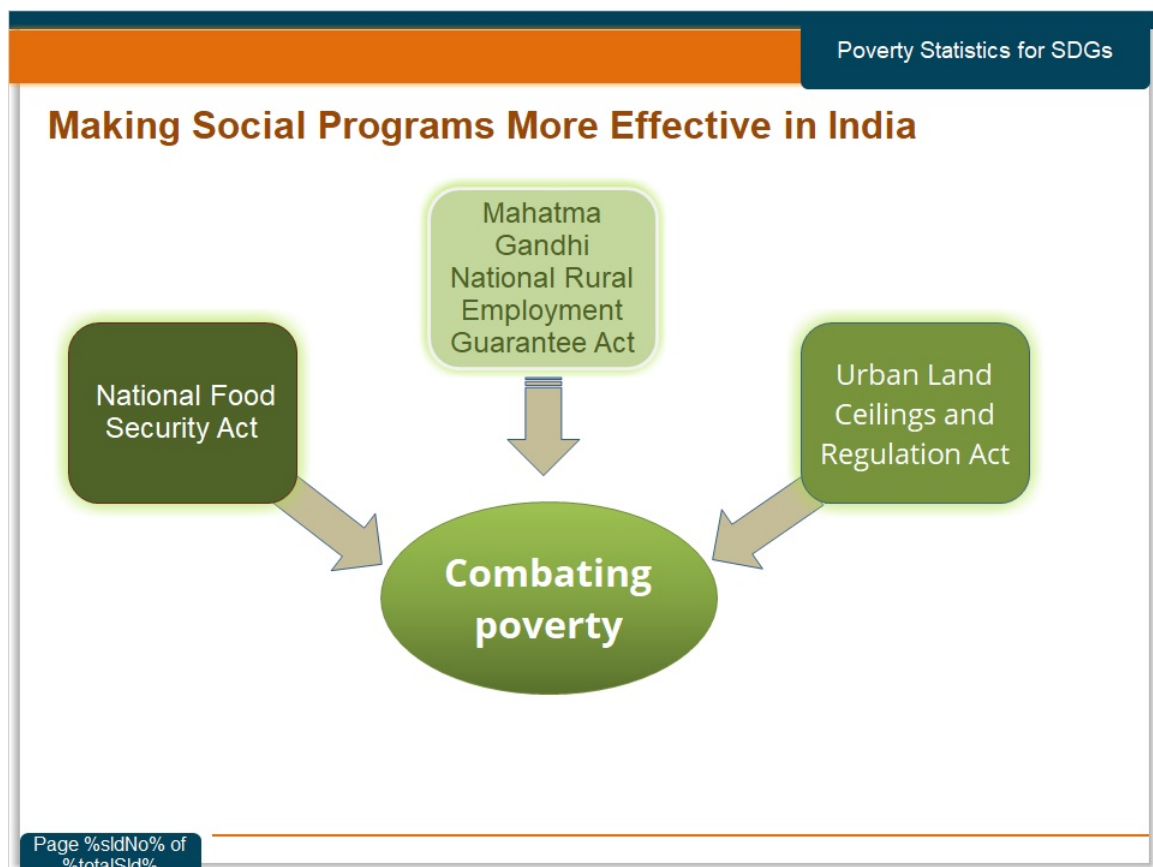 Poverty Statistics for SDGs
Making Social Programs More Effective in India
Mahatma
Gandhi
National Rural
Employment
Guarantee Act
National Food
Security Act
Urban Land
Ceilings and
Regulation Act
Combating
poverty
Page %sldNo% of
%totalSld%